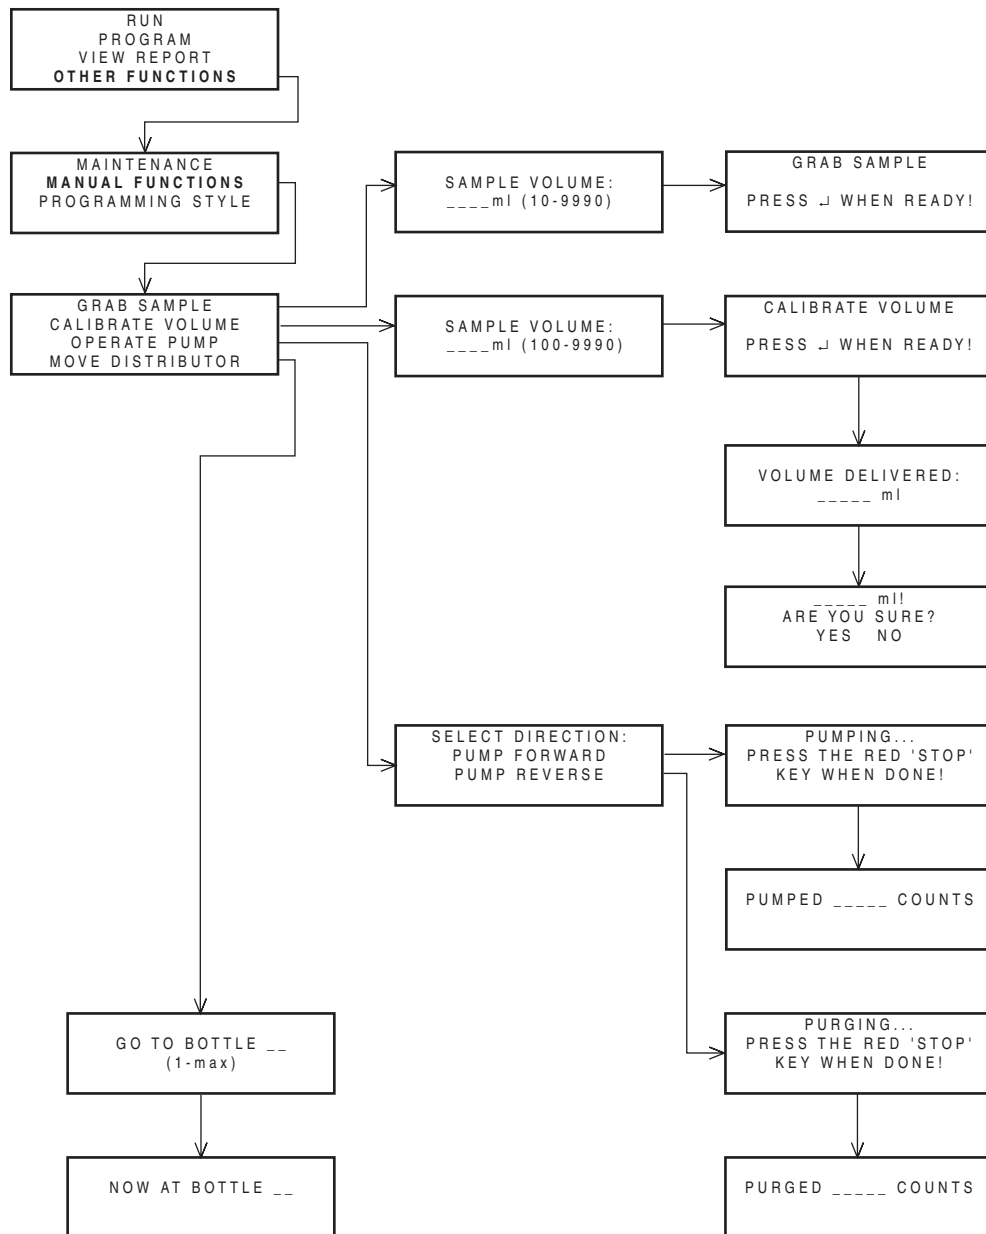 RUN
PROGRAM
VIEW REPORT
OTHER FUNCTIONS
MAINTENANCE
MANUAL FUNCTIONS
PROGRAMMING STYLE
SAMPLE VOLUME:
____ml (10-9990)
GRAB SAMPLE
PRESS ↵ WHEN READY!
GRAB SAMPLE
CALIBRATE VOLUME
OPERATE PUMP
MOVE DISTRIBUTOR
SAMPLE VOLUME:
____ml (100-9990)
CALIBRATE VOLUME
PRESS ↵ WHEN READY!
VOLUME DELIVERED:
_____ ml
_____ ml!
ARE YOU SURE?
YES NO
SELECT DIRECTION:
PUMP FORWARD
PUMP REVERSE
PUMPING...
PRESS THE RED 'STOP'
KEY WHEN DONE!
PUMPED _____ COUNTS
GO TO BOTTLE __
(1-max)
PURGING...
PRESS THE RED 'STOP'
KEY WHEN DONE!
NOW AT BOTTLE __
PURGED _____ COUNTS